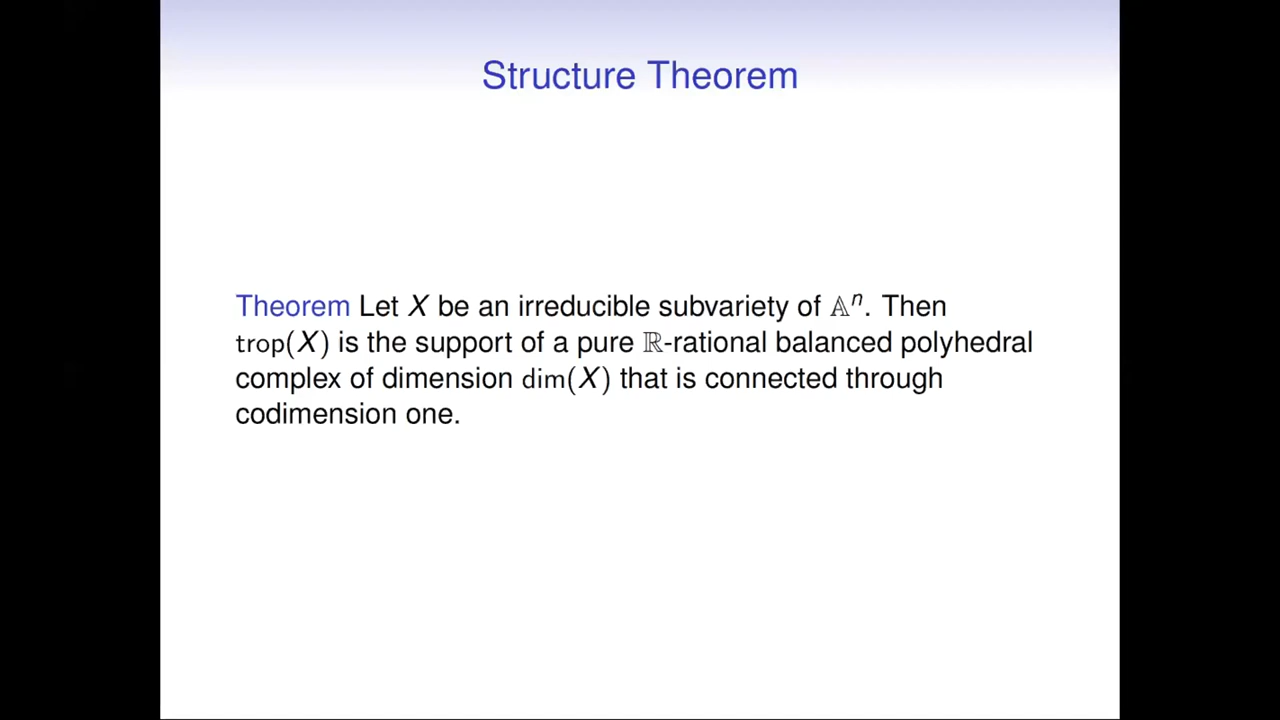 Structure Theorem
Theorem Let X be an irreducible subvariety of 𝔸ⁿ. Then
trop(X) is the support of a pure ℝ-rational balanced polyhedral
complex of dimension dim(X) that is connected through
codimension one.